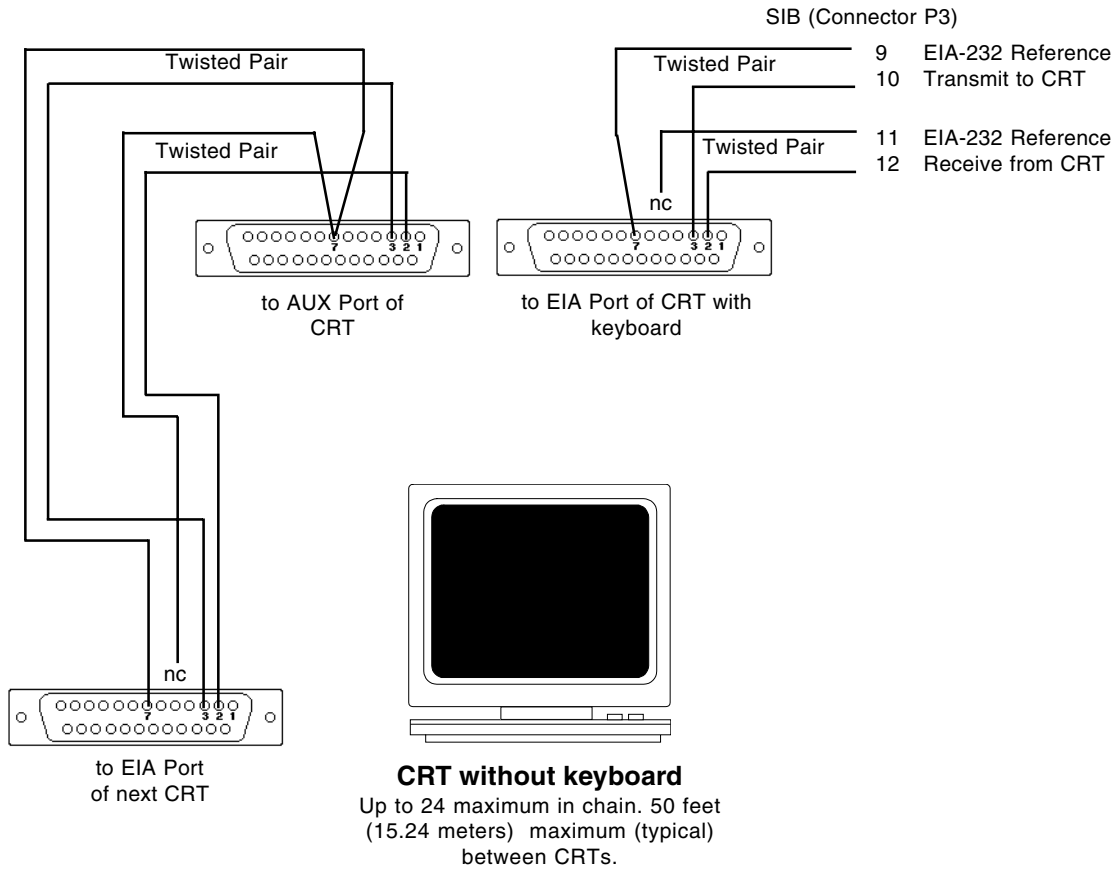 SIB (Connector P3)
9 EIA-232 Reference
10 Transmit to CRT
11 EIA-232 Reference
12 Receive from CRT
Twisted Pair
Twisted Pair
Twisted Pair
Twisted Pair
nc
7 3 2 1
7 3 2 1
to AUX Port of
CRT
to EIA Port of CRT with
keyboard
nc
7 3 2 1
to EIA Port
of next CRT
CRT without keyboard
Up to 24 maximum in chain. 50 feet
(15.24 meters) maximum (typical)
between CRTs.